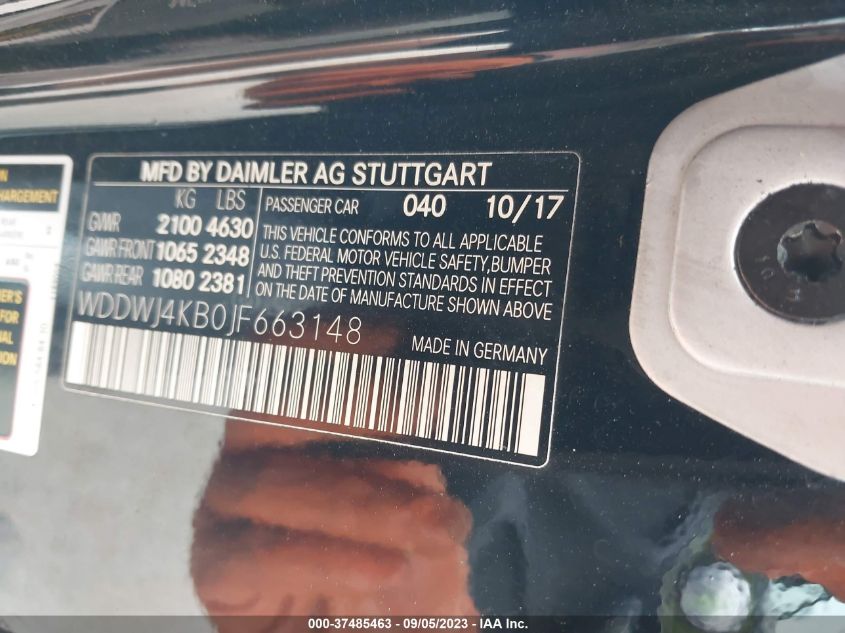 MFD BY DAIMLER AG STUTTGART
KG LBS
GVWR 2100 4630
GAWR FRONT 1065 2348
GAWR REAR 1080 2381
PASSENGER CAR 040 10/17
THIS VEHICLE CONFORMS TO ALL APPLICABLE
U.S. FEDERAL MOTOR VEHICLE SAFETY, BUMPER
AND THEFT PREVENTION STANDARDS IN EFFECT
ON THE DATE OF MANUFACTURE SHOWN ABOVE
WDDWJ4KB0JF663148
MADE IN GERMANY
000-37485463 - 09/05/2023 - IAA Inc.